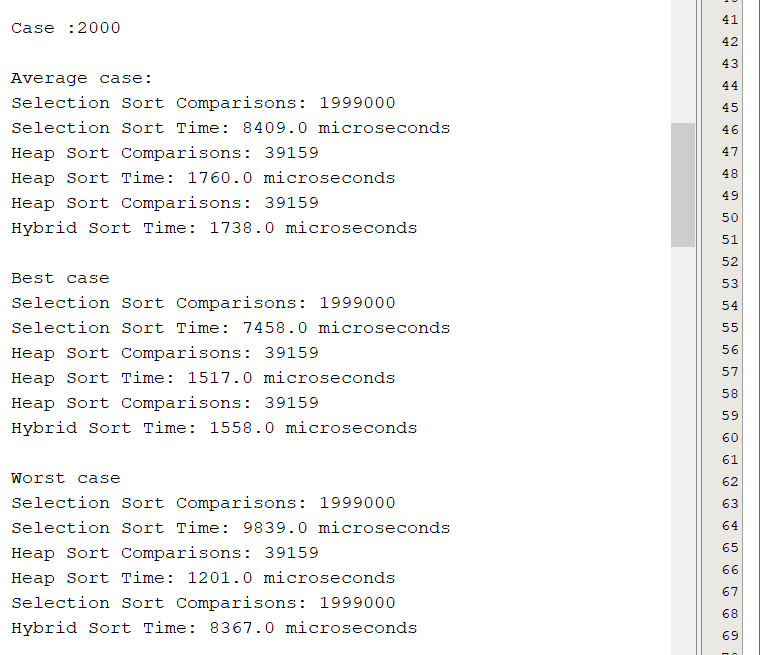 Case :2000
Average case:
Selection Sort Comparisons: 1999000
Selection Sort Time: 8409.0 microseconds
Heap Sort Comparisons: 39159
Heap Sort Time: 1760.0 microseconds
Heap Sort Comparisons: 39159
Hybrid Sort Time: 1738.0 microseconds
Best case
Selection Sort Comparisons: 1999000
Selection Sort Time: 7458.0 microseconds
Heap Sort Comparisons: 39159
Heap Sort Time: 1517.0 microseconds
Heap Sort Comparisons: 39159
Hybrid Sort Time: 1558.0 microseconds
Worst case
Selection Sort Comparisons: 1999000
Selection Sort Time: 9839.0 microseconds
Heap Sort Comparisons: 39159
Heap Sort Time: 1201.0 microseconds
Selection Sort Comparisons: 1999000
Hybrid Sort Time: 8367.0 microseconds
41
42
43
44
45
46
47
48
49
50
51
52
53
54
55
56
57
58
59
60
61
62
63
64
65
66
67
68
69